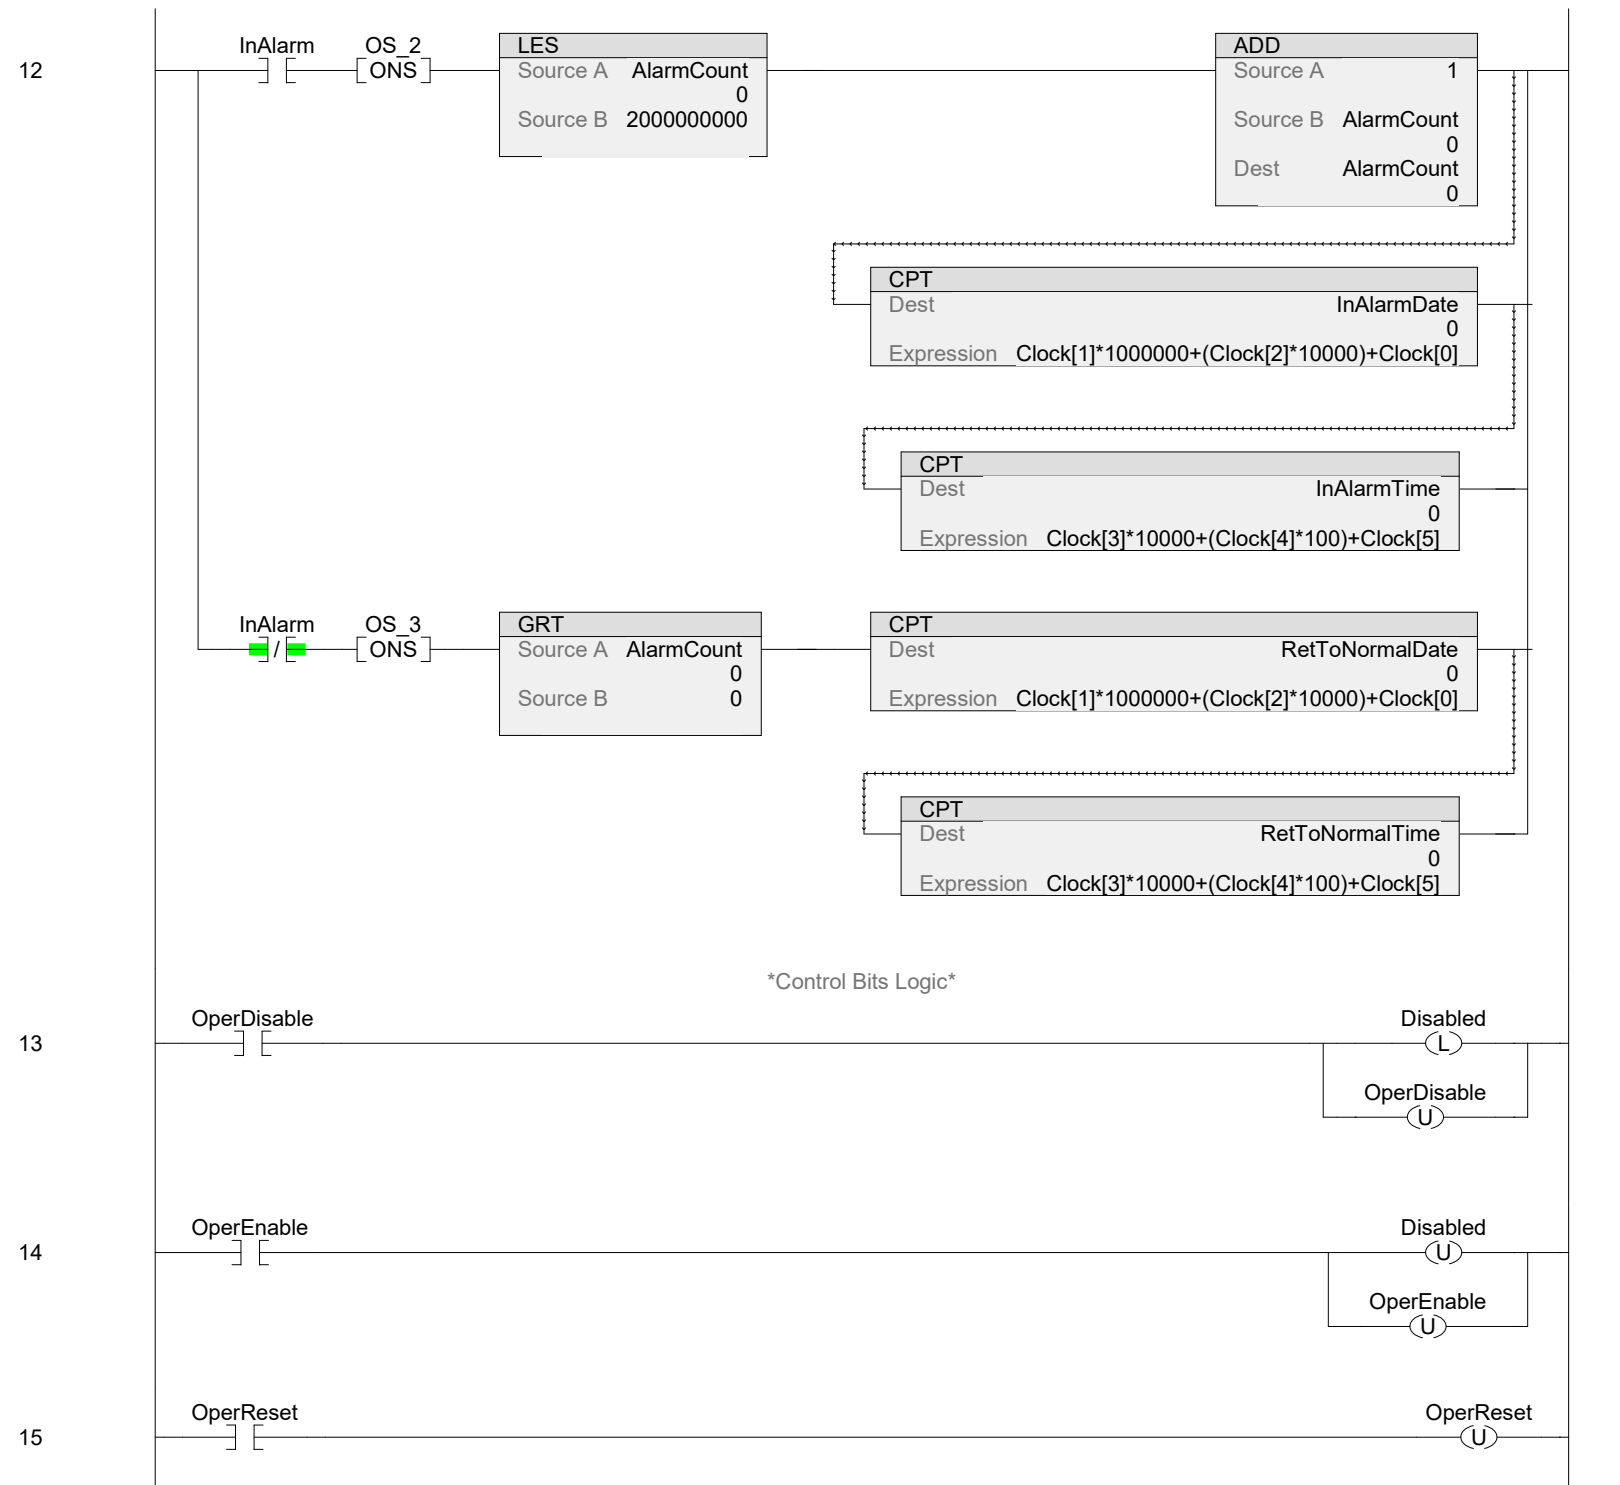 InAlarm OS_2 LES ADD
12 ONS Source A AlarmCount Source A 1
0
Source B 2000000000 Source B AlarmCount
0
Dest AlarmCount
0
CPT
Dest InAlarmDate
0
Expression Clock[1]*1000000+(Clock[2]*10000)+Clock[0]
CPT
Dest InAlarmTime
0
Expression Clock[3]*10000+(Clock[4]*100)+Clock[5]
InAlarm OS_3 GRT CPT
/ ONS Source A AlarmCount Dest RetToNormalDate
0 0
Source B 0 Expression Clock[1]*1000000+(Clock[2]*10000)+Clock[0]
CPT
Dest RetToNormalTime
0
Expression Clock[3]*10000+(Clock[4]*100)+Clock[5]
*Control Bits Logic*
OperDisable Disabled
13 L
OperDisable
U
OperEnable Disabled
14 U
OperEnable
U
OperReset OperReset
15 U